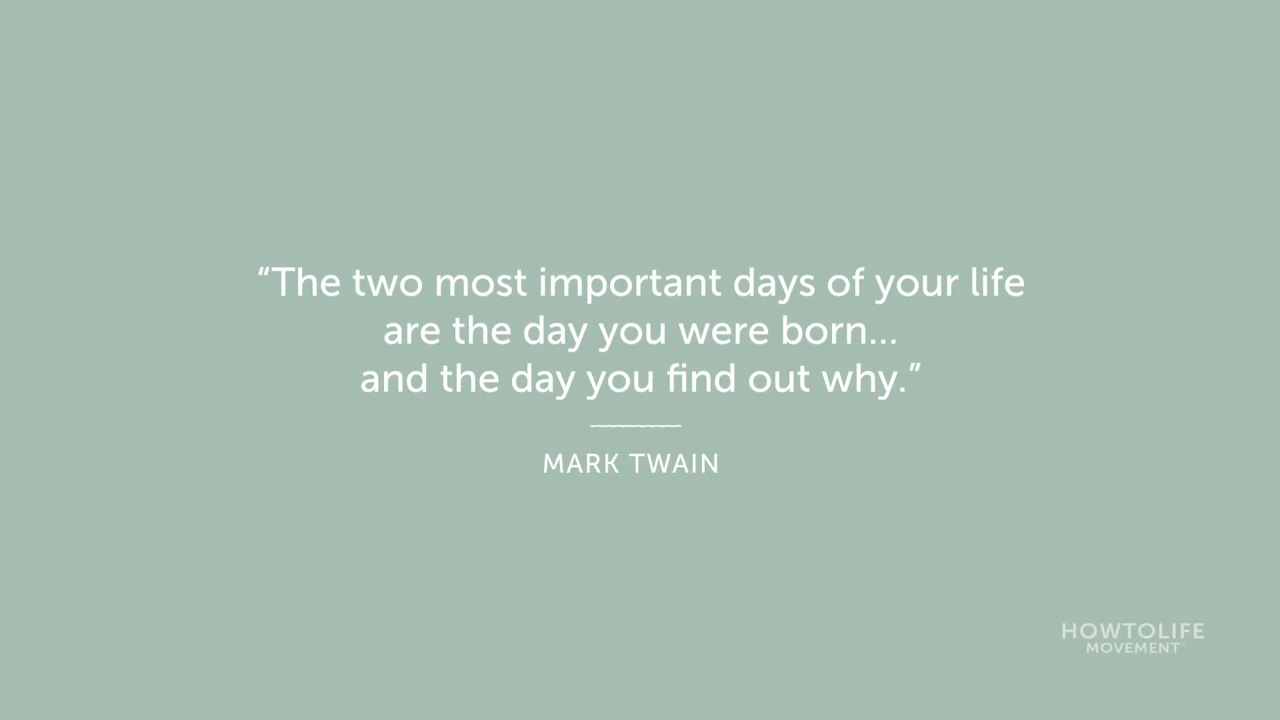 “The two most important days of your life
are the day you were born...
and the day you find out why.”
MARK TWAIN
HOWTOLIFE
MOVEMENT®